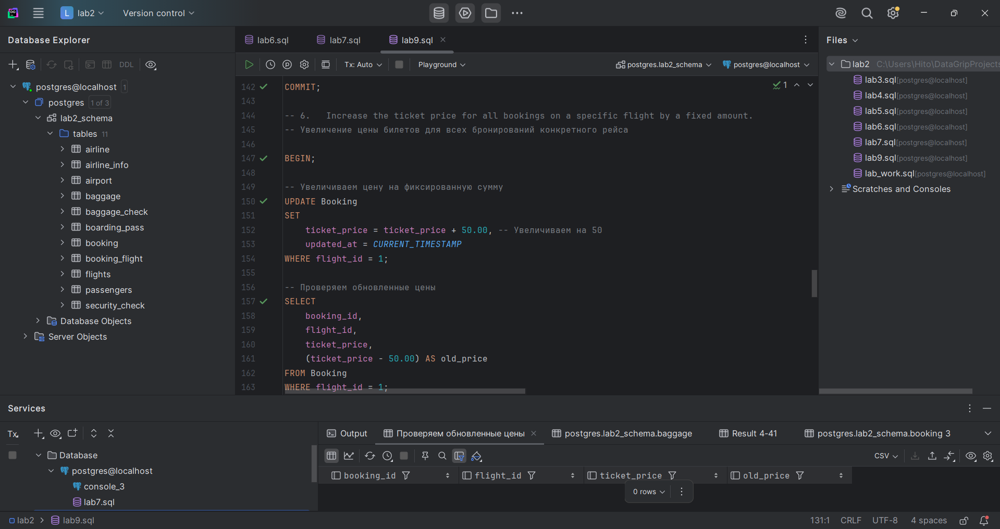 L lab2
Version control
Database Explorer
DDL
postgres@localhost 1
postgres 1 of 3
lab2_schema
tables 11
airline
airline_info
airport
baggage
baggage_check
boarding_pass
booking
booking_flight
flights
passengers
security_check
Database Objects
Server Objects
lab6.sql
lab7.sql
lab9.sql
Tx: Auto
Playground
postgres.lab2_schema
postgres@localhost
1
142 COMMIT;
143
144 -- 6.   Increase the ticket price for all bookings on a specific flight by a fixed amount.
145 -- Увеличение цены билетов для всех бронирований конкретного рейса
146
147 BEGIN;
148
149 -- Увеличиваем цену на фиксированную сумму
150 UPDATE Booking
151 SET
152     ticket_price = ticket_price + 50.00, -- Увеличиваем на 50
153     updated_at = CURRENT_TIMESTAMP
154 WHERE flight_id = 1;
155
156 -- Проверяем обновленные цены
157 SELECT
158     booking_id,
159     flight_id,
160     ticket_price,
161     (ticket_price - 50.00) AS old_price
162 FROM Booking
163 WHERE flight_id = 1;
Files
lab2 C:\Users\Hito\DataGripProjects
lab3.sql [postgres@localhost]
lab4.sql [postgres@localhost]
lab5.sql [postgres@localhost]
lab6.sql [postgres@localhost]
lab7.sql [postgres@localhost]
lab9.sql [postgres@localhost]
lab_work.sql [postgres@localhost]
Scratches and Consoles
Services
Tx
Database
postgres@localhost
console_3
lab7.sql
Output
Проверяем обновленные цены
postgres.lab2_schema.baggage
Result 4-41
postgres.lab2_schema.booking 3
CSV
booking_id
flight_id
ticket_price
old_price
0 rows
lab2 > lab9.sql
131:1
CRLF
UTF-8
4 spaces